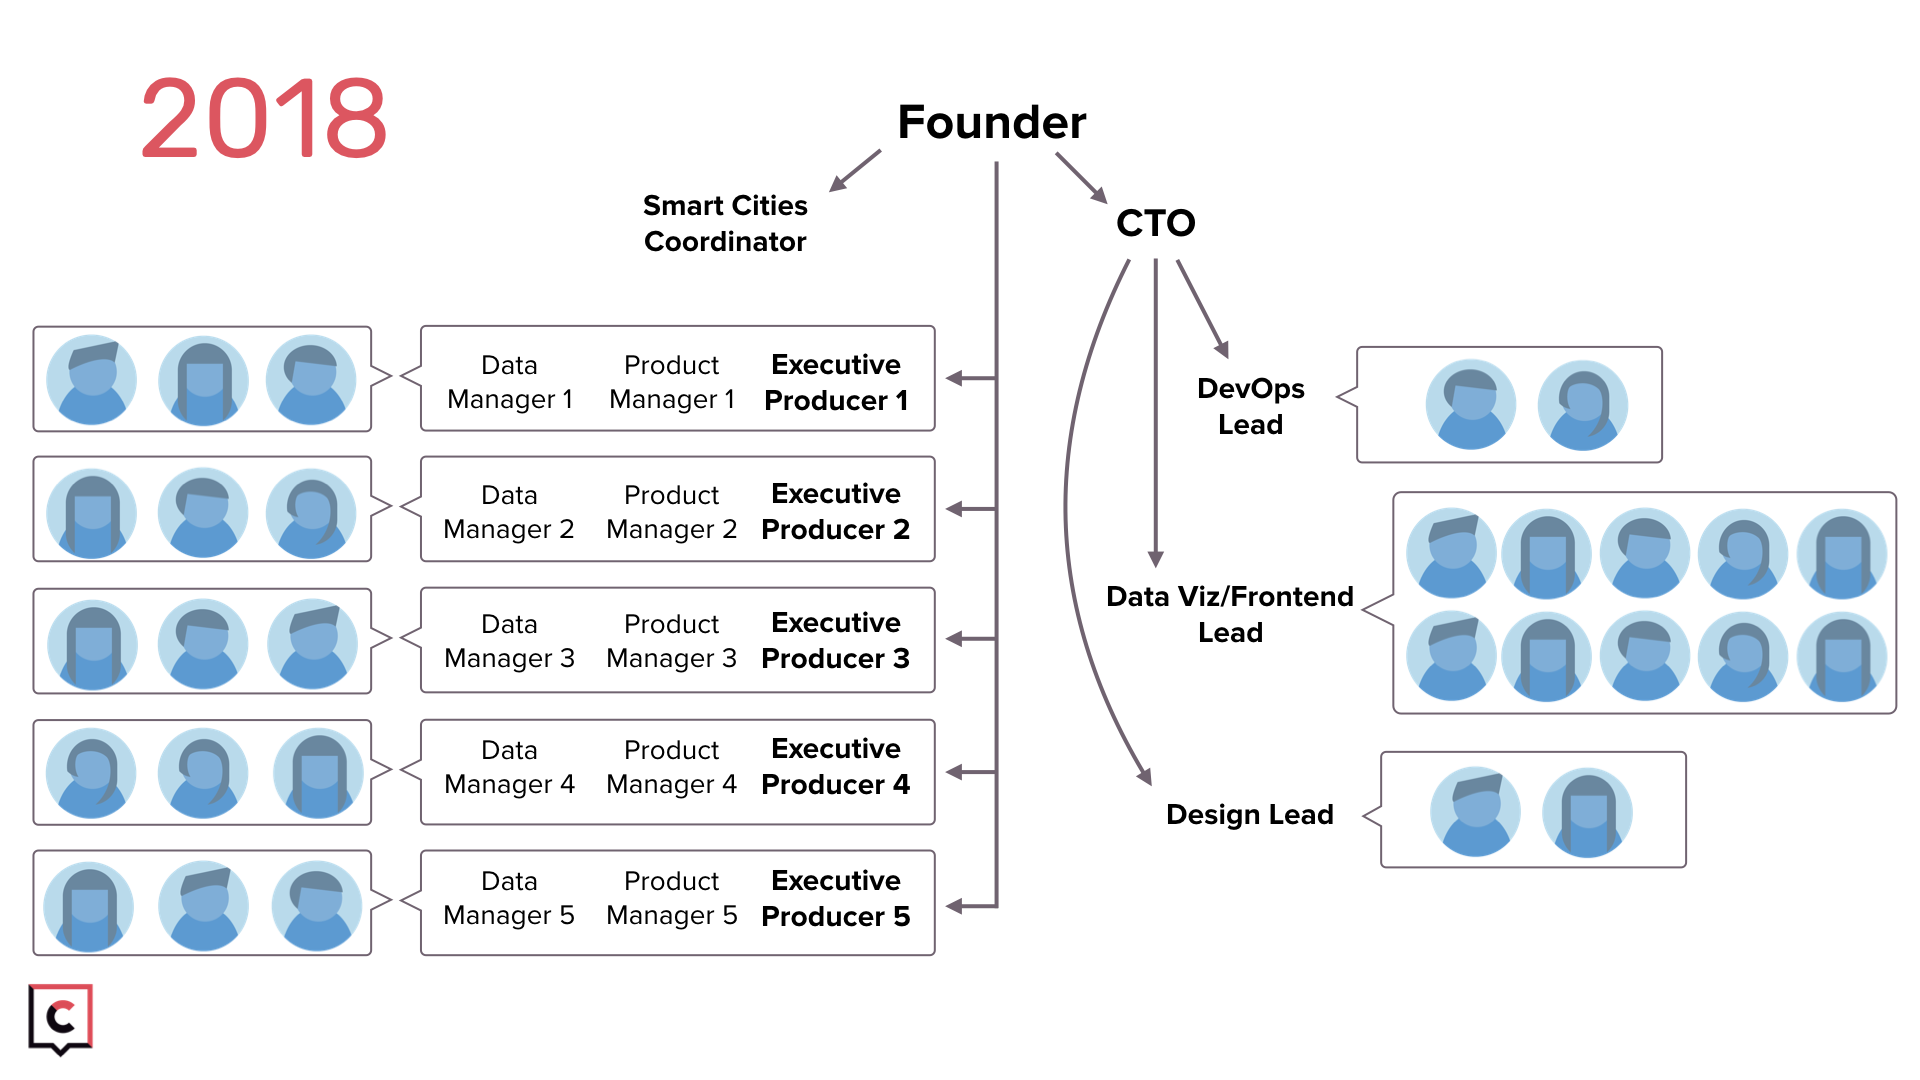 2018
Founder
Smart Cities
Coordinator
CTO
Data
Manager 1
Product
Manager 1
Executive
Producer 1
Data
Manager 2
Product
Manager 2
Executive
Producer 2
Data
Manager 3
Product
Manager 3
Executive
Producer 3
Data
Manager 4
Product
Manager 4
Executive
Producer 4
Data
Manager 5
Product
Manager 5
Executive
Producer 5
DevOps
Lead
Data Viz/Frontend
Lead
Design Lead
C